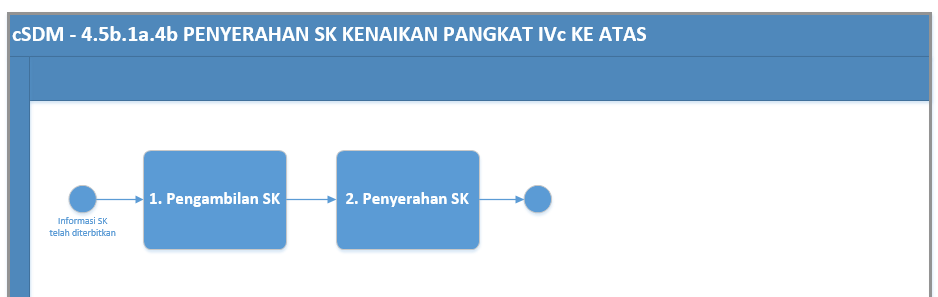 cSDM - 4.5b.1a.4b PENYERAHAN SK KENAIKAN PANGKAT IVc KE ATAS
1. Pengambilan SK
2. Penyerahan SK
Informasi SK
telah diterbitkan